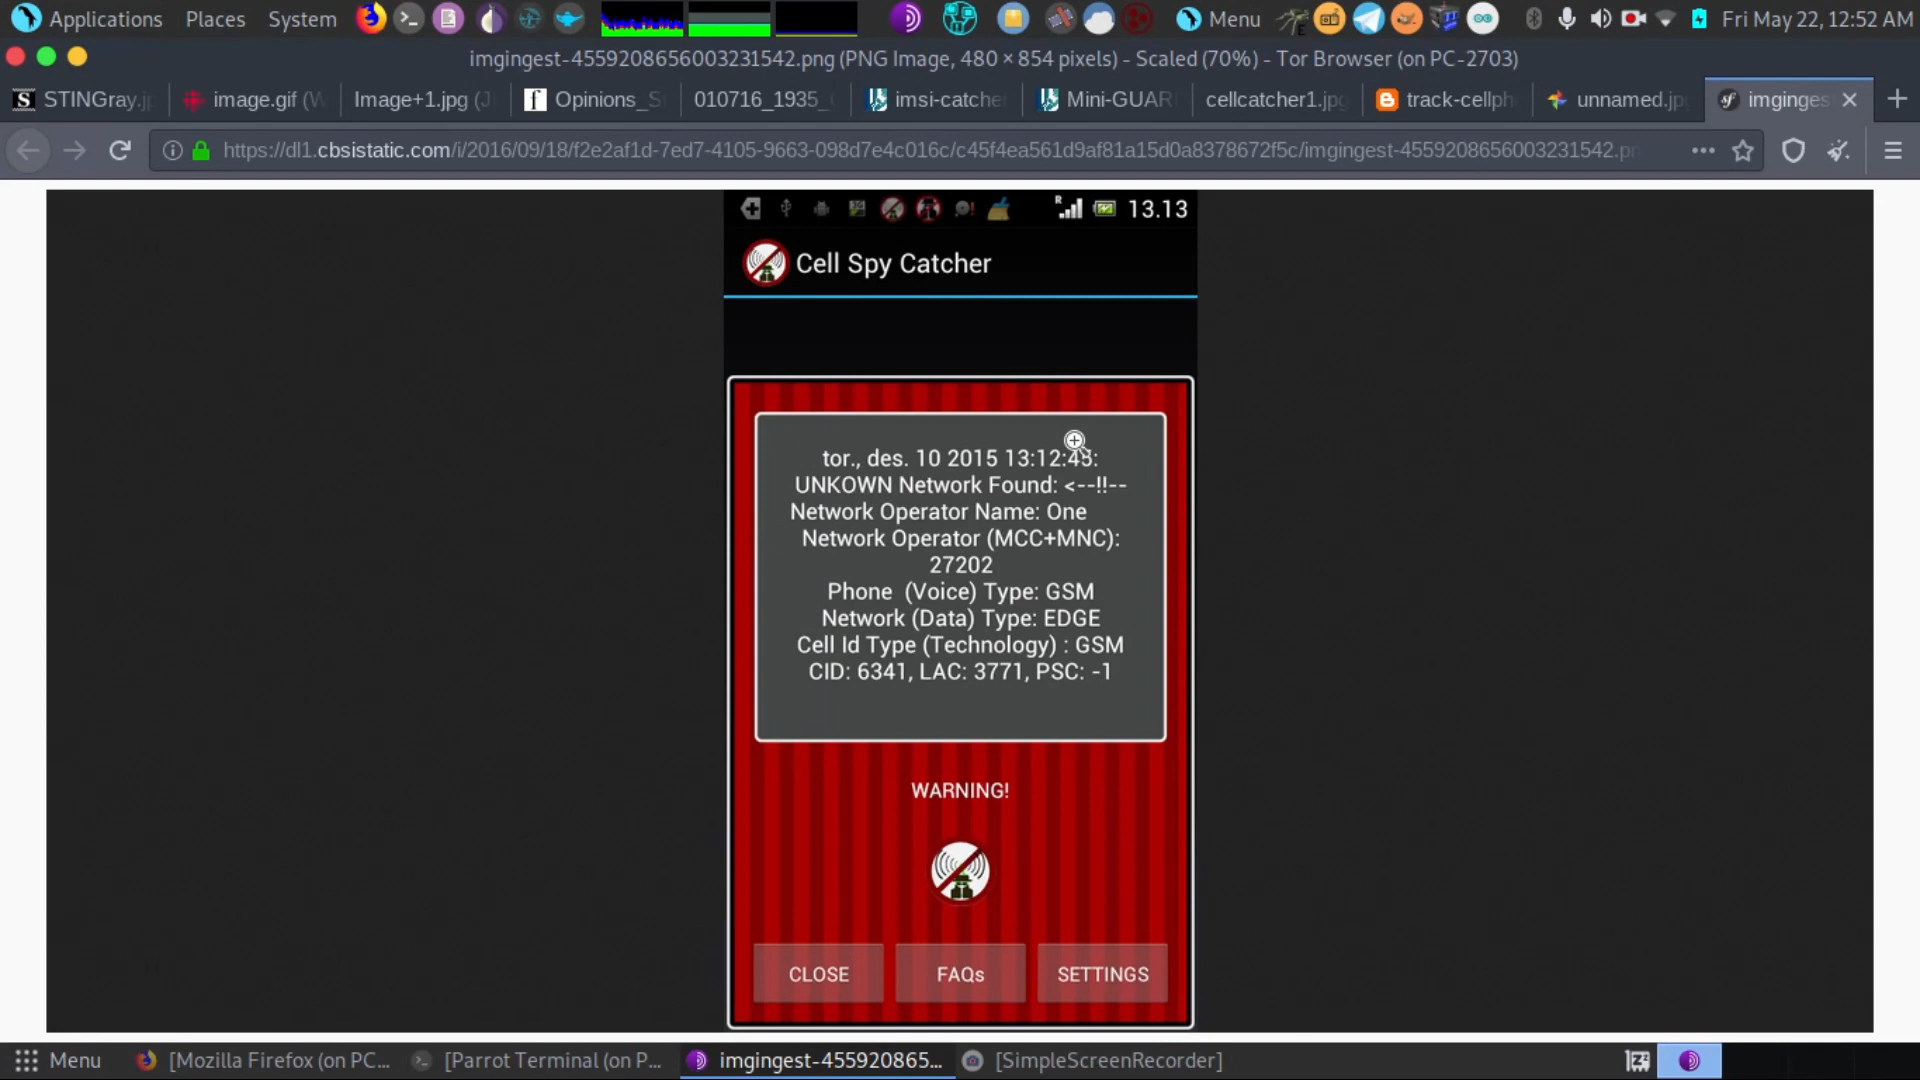 Applications Places System Menu Fri May 22, 12:52 AM
imgingest-4559208656003231542.png (PNG Image, 480 × 854 pixels) - Scaled (70%) - Tor Browser (on PC-2703)
STINGray.j image.gif (W Image+1.jpg (J Opinions_S 010716_1935_ imsi-catche Mini-GUAR cellcatcher1.jpg track-cellph unnamed.jp imginges
https://dl1.cbsistatic.com/i/2016/09/18/f2e2af1d-7ed7-4105-9663-098d7e4c016c/c45f4ea561d9af81a15d0a8378672f5c/imgingest-4559208656003231542.pn
R 13.13
Cell Spy Catcher
tor., des. 10 2015 13:12:45:
UNKOWN Network Found: <--!!--
Network Operator Name: One
Network Operator (MCC+MNC):
27202
Phone (Voice) Type: GSM
Network (Data) Type: EDGE
Cell Id Type (Technology) : GSM
CID: 6341, LAC: 3771, PSC: -1
WARNING!
CLOSE FAQs SETTINGS
Menu [Mozilla Firefox (on PC... [Parrot Terminal (on P... imgingest-455920865... [SimpleScreenRecorder]